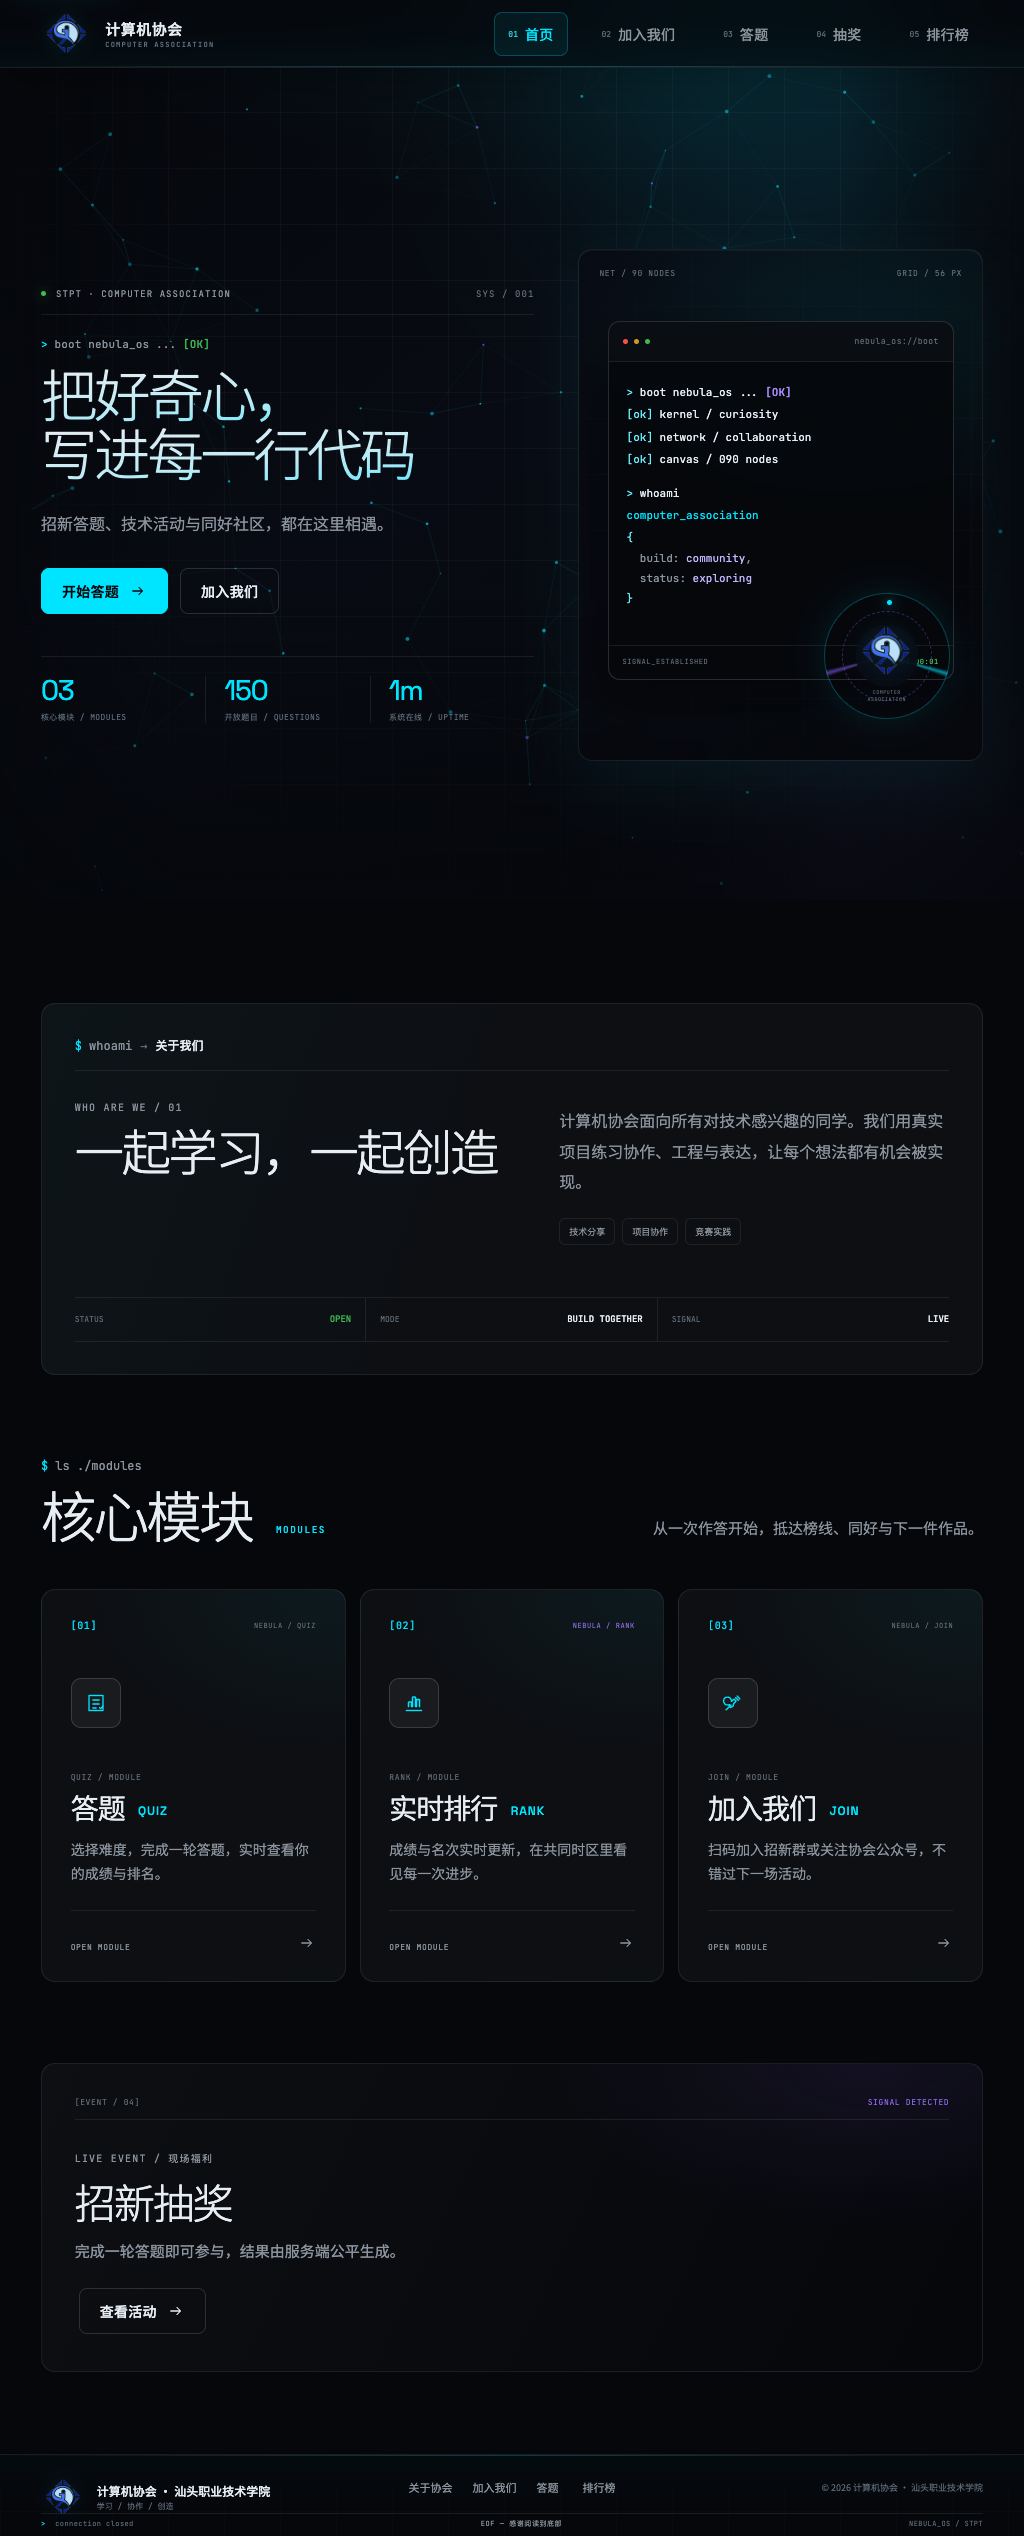 计算机协会
COMPUTER ASSOCIATION
01 首页
02 加入我们
03 答题
04 抽奖
05 排行榜
STPT · COMPUTER ASSOCIATION
SYS / 001
> boot nebula_os ... [OK]
把好奇心，
写进每一行代码
招新答题、技术活动与同好社区，都在这里相遇。
开始答题 →
加入我们
03
核心模块 / MODULES
150
开放题目 / QUESTIONS
1m
系统在线 / UPTIME
NET / 90 NODES
GRID / 56 PX
nebula_os://boot
> boot nebula_os ... [OK]
[ok] kernel / curiosity
[ok] network / collaboration
[ok] canvas / 090 nodes
> whoami
computer_association
{
build: community,
status: exploring
}
SIGNAL_ESTABLISHED
0:01
COMPUTER
ASSOCIATION
$ whoami → 关于我们
WHO ARE WE / 01
一起学习，一起创造
计算机协会面向所有对技术感兴趣的同学。我们用真实
项目练习协作、工程与表达，让每个想法都有机会被实
现。
技术分享
项目协作
竞赛实践
STATUS OPEN
MODE BUILD TOGETHER
SIGNAL LIVE
$ ls ./modules
核心模块 MODULES
从一次作答开始，抵达榜线、同好与下一件作品。
[01]
NEBULA / QUIZ
QUIZ / MODULE
答题 QUIZ
选择难度，完成一轮答题，实时查看你
的成绩与排名。
OPEN MODULE →
[02]
NEBULA / RANK
RANK / MODULE
实时排行 RANK
成绩与名次实时更新，在共同时区里看
见每一次进步。
OPEN MODULE →
[03]
NEBULA / JOIN
JOIN / MODULE
加入我们 JOIN
扫码加入招新群或关注协会公众号，不
错过下一场活动。
OPEN MODULE →
[EVENT / 04]
SIGNAL DETECTED
LIVE EVENT / 现场福利
招新抽奖
完成一轮答题即可参与，结果由服务端公平生成。
查看活动 →
计算机协会 · 汕头职业技术学院
学习 / 协作 / 创造
关于协会
加入我们
答题
排行榜
© 2026 计算机协会 · 汕头职业技术学院
> connection closed
EOF — 感谢阅读到底部
NEBULA_OS / STPT